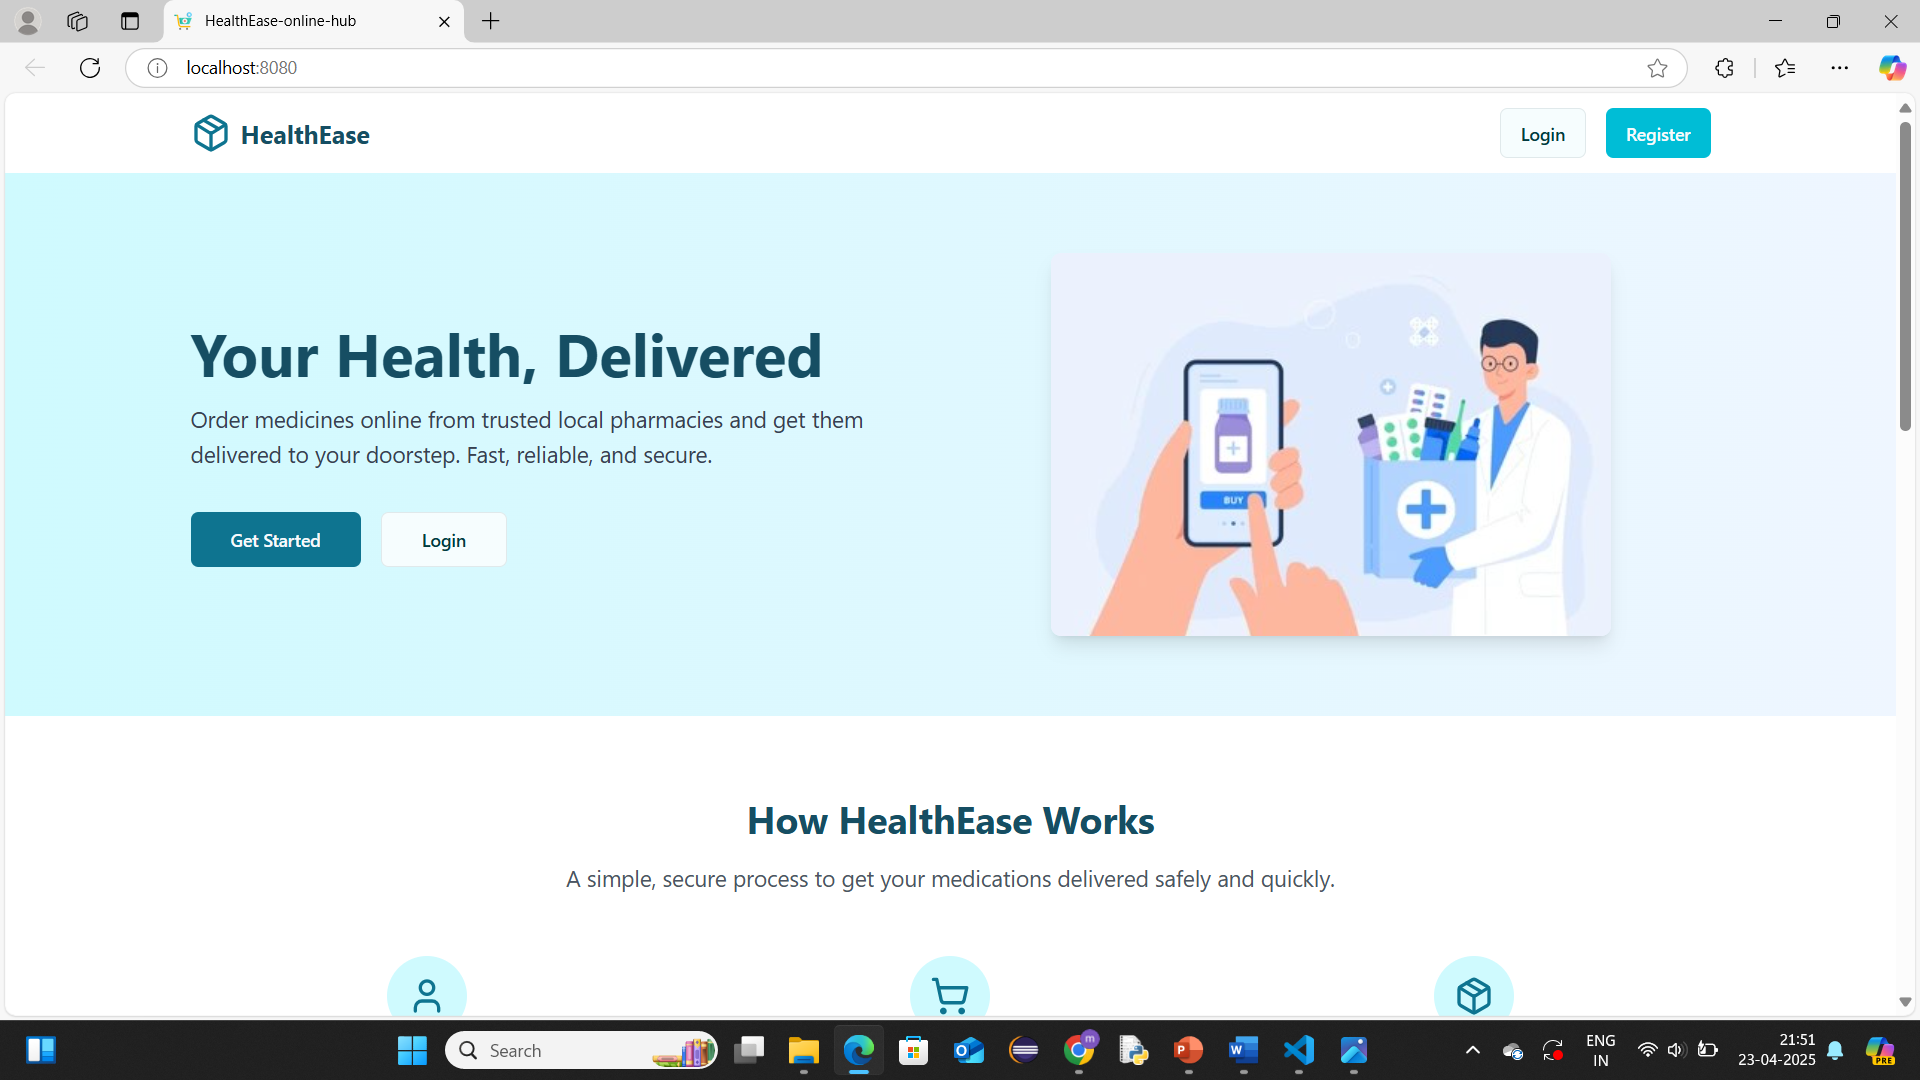 HealthEase-online-hub
localhost:8080
HealthEase
Login
Register
Your Health, Delivered
Order medicines online from trusted local pharmacies and get them
delivered to your doorstep. Fast, reliable, and secure.
Get Started
Login
BUY
How HealthEase Works
A simple, secure process to get your medications delivered safely and quickly.
Search
m
P
W
O
ENG
IN
21:51
23-04-2025
PRE